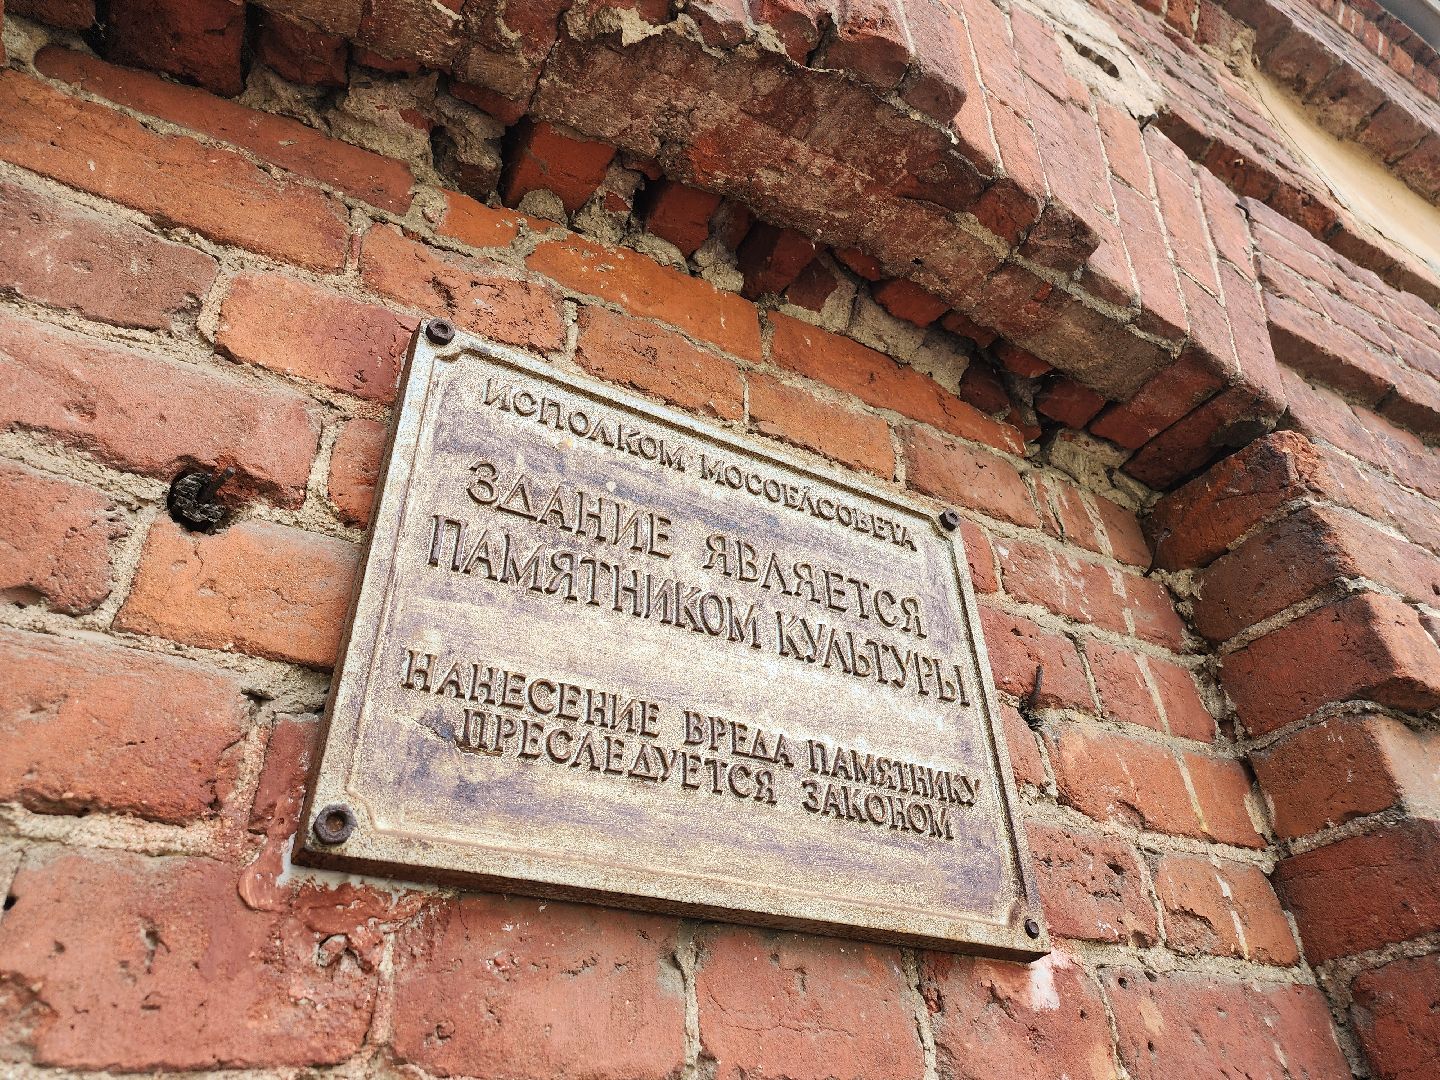 ИСПОЛКОМ МОСОБЛСОВЕТА
ЗДАНИЕ ЯВЛЯЕТСЯ
ПАМЯТНИКОМ КУЛЬТУРЫ
НАНЕСЕНИЕ ВРЕДА ПАМЯТНИКУ
ПРЕСЛЕДУЕТСЯ ЗАКОНОМ